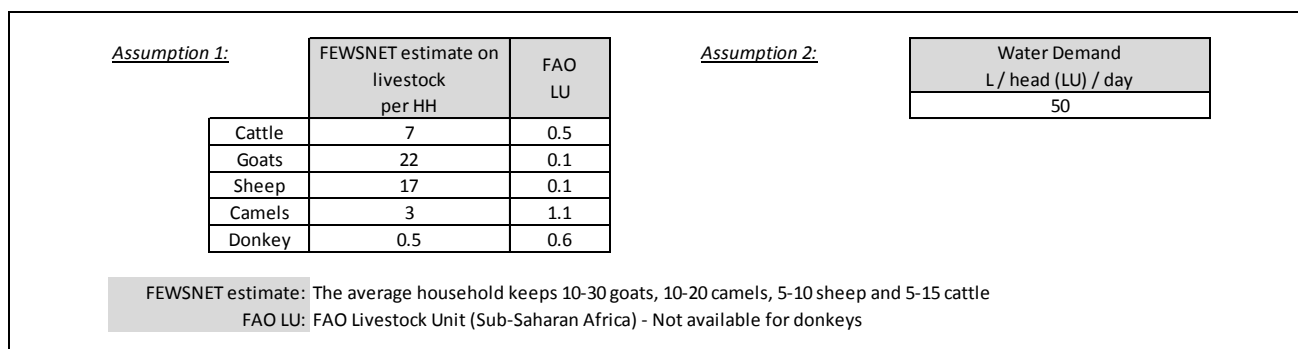 Assumption 1:
FEWSNET estimate on
livestock
per HH
FAO
LU
Assumption 2:
Water Demand
L / head (LU) / day
50
Cattle 7 0.5
Goats 22 0.1
Sheep 17 0.1
Camels 3 1.1
Donkey 0.5 0.6
FEWSNET estimate: The average household keeps 10-30 goats, 10-20 camels, 5-10 sheep and 5-15 cattle
FAO LU: FAO Livestock Unit (Sub-Saharan Africa) - Not available for donkeys